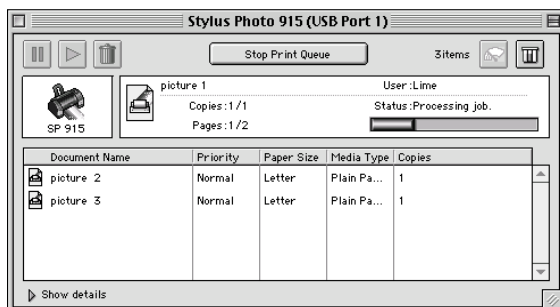 Stylus Photo 915 (USB Port 1)
Stop Print Queue 3items
picture 1 User:Lime
Copies:1/1 Status:Processing job.
Pages:1/2
SP 915
Document Name Priority Paper Size Media Type Copies
picture 2 Normal Letter Plain Pa... 1
picture 3 Normal Letter Plain Pa... 1
Show details